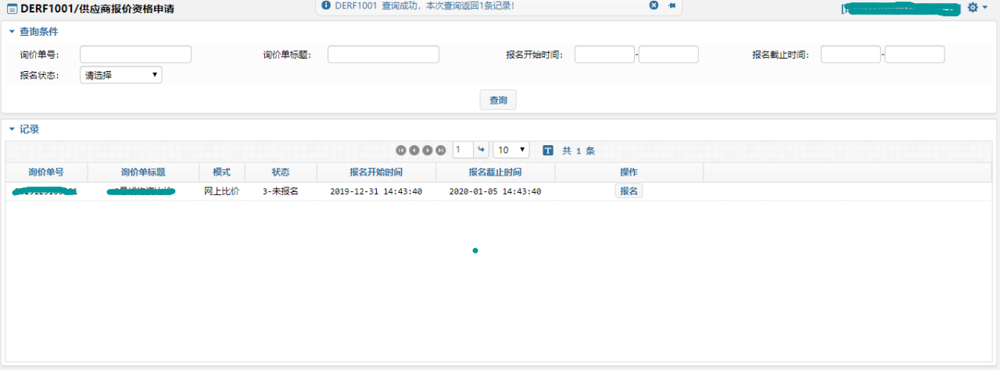 DERF1001/供应商报价资格申请
DERF1001 查询成功，本次查询返回1条记录！
查询条件
询价单号： 询价单标题： 报名开始时间： - 报名截止时间： -
报名状态： 请选择
查询
记录
1 10 T 共 1 条
询价单号 询价单标题 模式 状态 报名开始时间 报名截止时间 操作
网上比价 3-未报名 2019-12-31 14:43:40 2020-01-05 14:43:40 报名